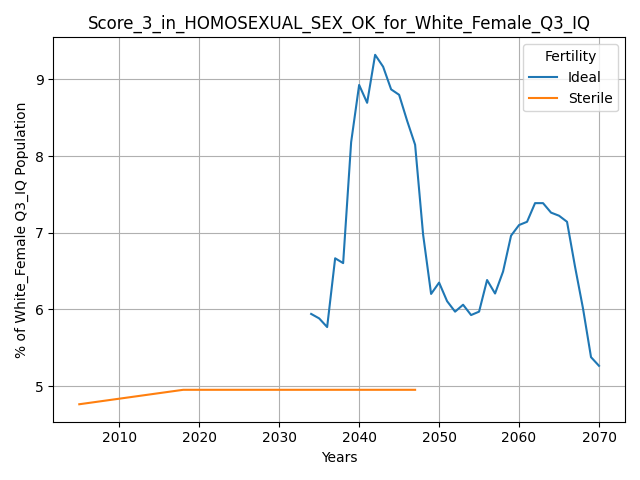 Score_3_in_HOMOSEXUAL_SEX_OK_for_White_Female_Q3_IQ
Fertility
Ideal
Sterile
% of White_Female Q3_IQ Population
9
8
7
6
5
2010 2020 2030 2040 2050 2060 2070
Years